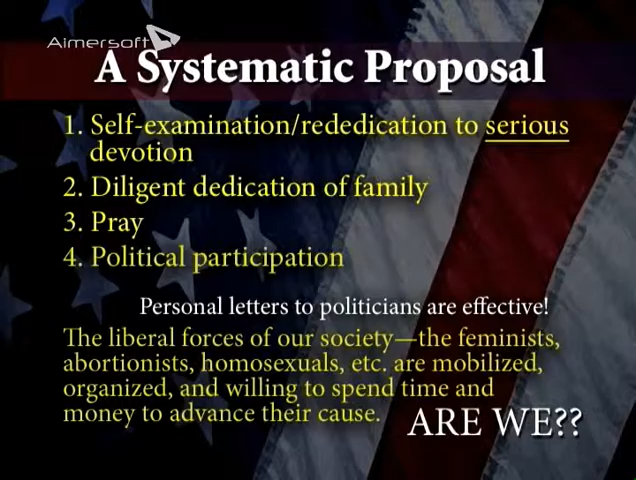 Aimersoft
A Systematic Proposal
1. Self-examination/rededication to serious
devotion
2. Diligent dedication of family
3. Pray
4. Political participation
Personal letters to politicians are effective!
The liberal forces of our society—the feminists,
abortionists, homosexuals, etc. are mobilized,
organized, and willing to spend time and
money to advance their cause.
ARE WE??